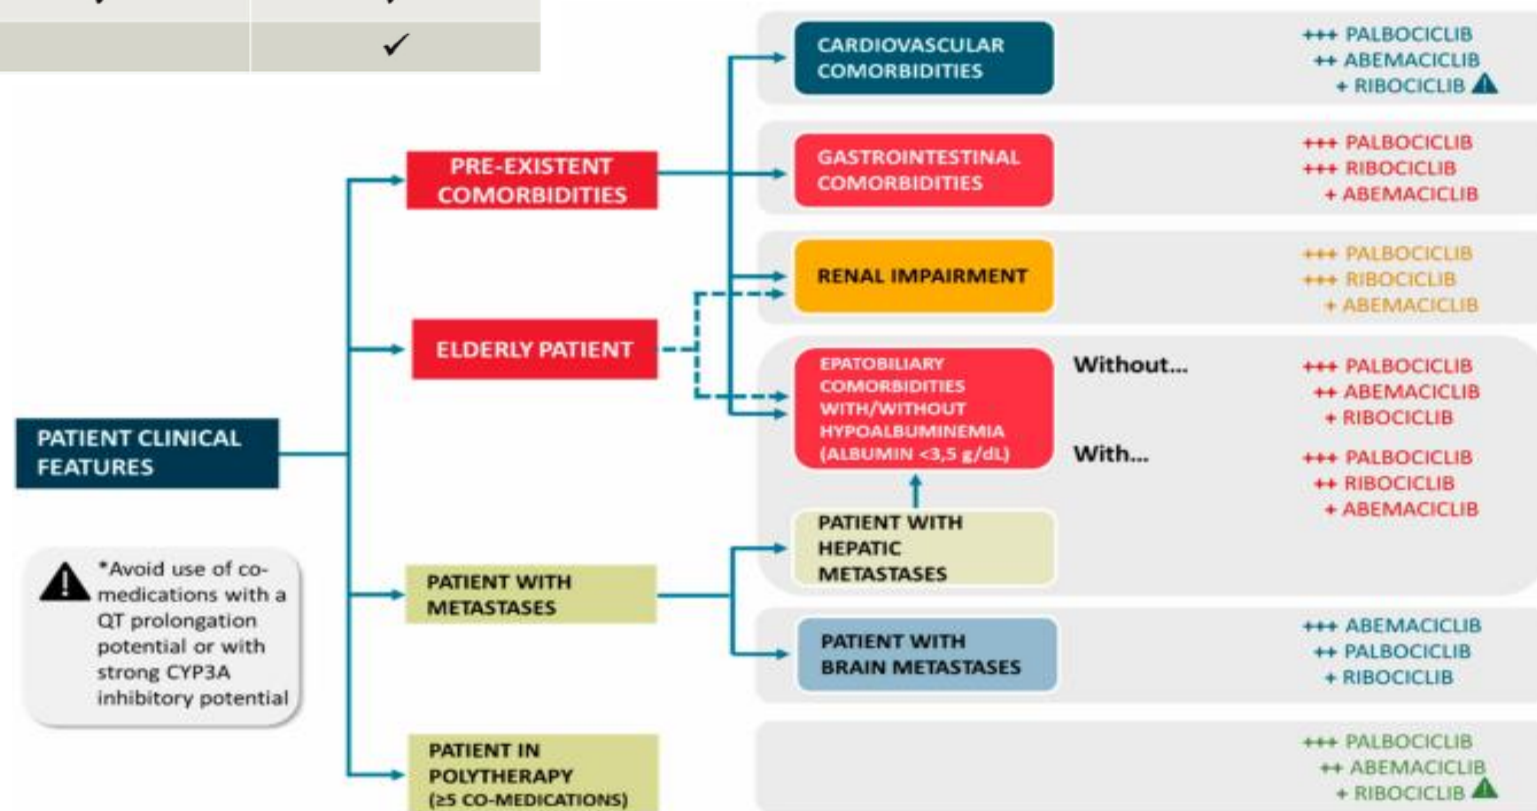 ✓
CARDIOVASCULAR
COMORBIDITIES
+++ PALBOCICLIB
++ ABEMACICLIB
+ RIBOCICLIB
PRE-EXISTENT
COMORBIDITIES
GASTROINTESTINAL
COMORBIDITIES
+++ PALBOCICLIB
+++ RIBOCICLIB
+ ABEMACICLIB
RENAL IMPAIRMENT
+++ PALBOCICLIB
+++ RIBOCICLIB
+ ABEMACICLIB
ELDERLY PATIENT
EPATOBILIARY
COMORBIDITIES
WITH/WITHOUT
HYPOALBUMINEMIA
(ALBUMIN <3,5 g/dL)
Without...
+++ PALBOCICLIB
++ ABEMACICLIB
+ RIBOCICLIB
With...
+++ PALBOCICLIB
++ RIBOCICLIB
+ ABEMACICLIB
PATIENT CLINICAL
FEATURES
PATIENT WITH
HEPATIC
METASTASES
*Avoid use of co-
medications with a
QT prolongation
potential or with
strong CYP3A
inhibitory potential
PATIENT WITH
METASTASES
PATIENT WITH
BRAIN METASTASES
+++ ABEMACICLIB
++ PALBOCICLIB
+ RIBOCICLIB
PATIENT IN
POLYTHERAPY
(≥5 CO-MEDICATIONS)
+++ PALBOCICLIB
++ ABEMACICLIB
+ RIBOCICLIB